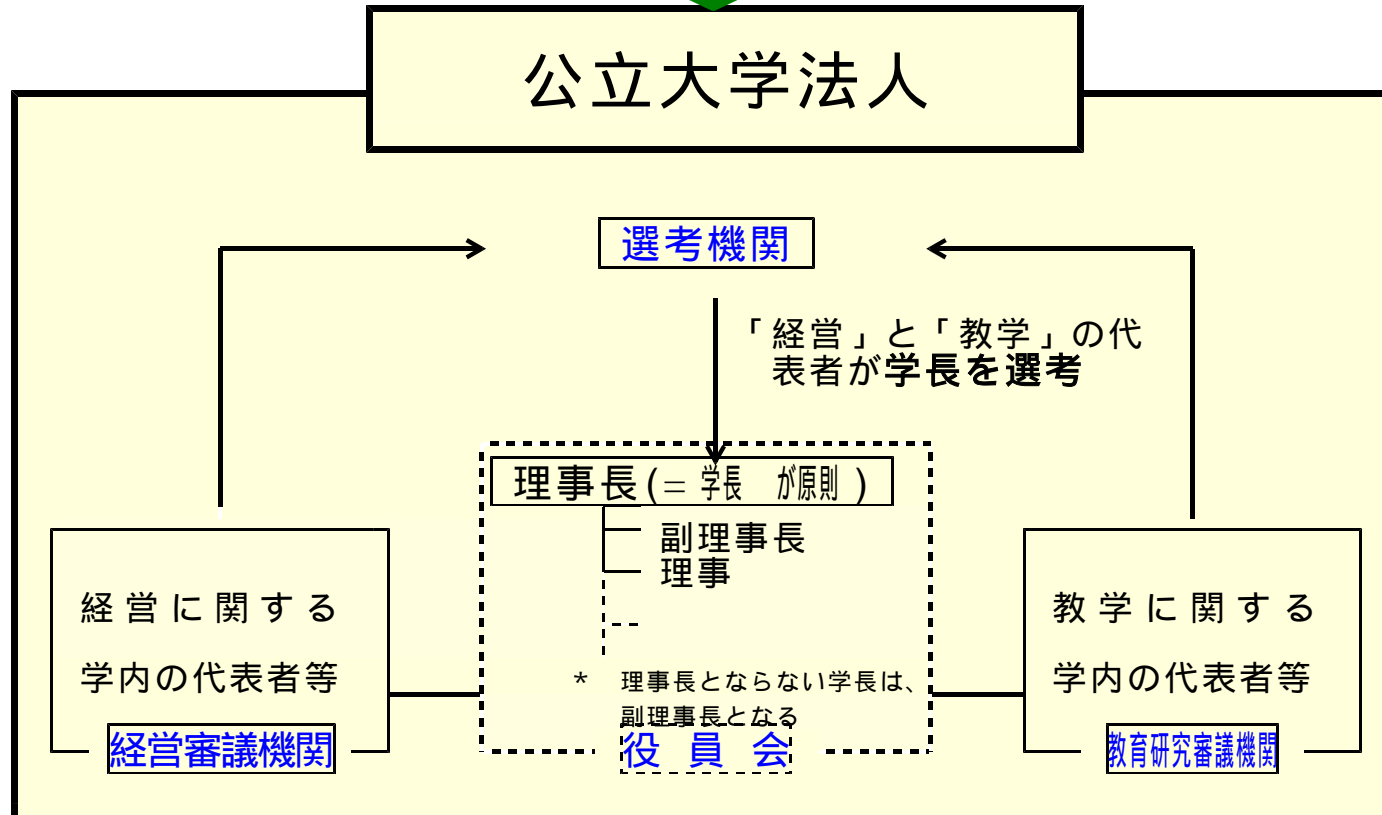 公立大学法人
選考機関
「経営」と「教学」の代
表者が学長を選考
理事長(= 学長 が原則 )
副理事長
理事
経営に関する
学内の代表者等
経営審議機関
* 理事長とならない学長は、
副理事長となる
役員会
教学に関する
学内の代表者等
教育研究審議機関